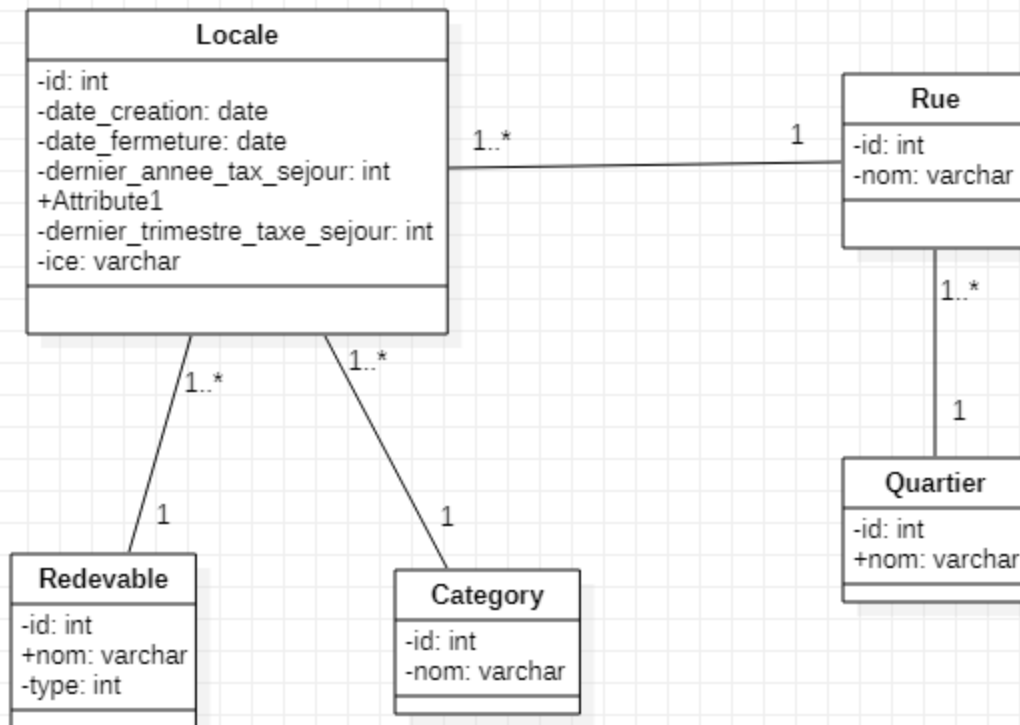 Locale
-id: int
-date_creation: date
-date_fermeture: date
-dernier_annee_tax_sejour: int
+Attribute1
-dernier_trimestre_taxe_sejour: int
-ice: varchar
1..*
1
Rue
-id: int
-nom: varchar
1..*
1
Quartier
-id: int
+nom: varchar
1..*
1
Redevable
-id: int
+nom: varchar
-type: int
1..*
1
Category
-id: int
-nom: varchar